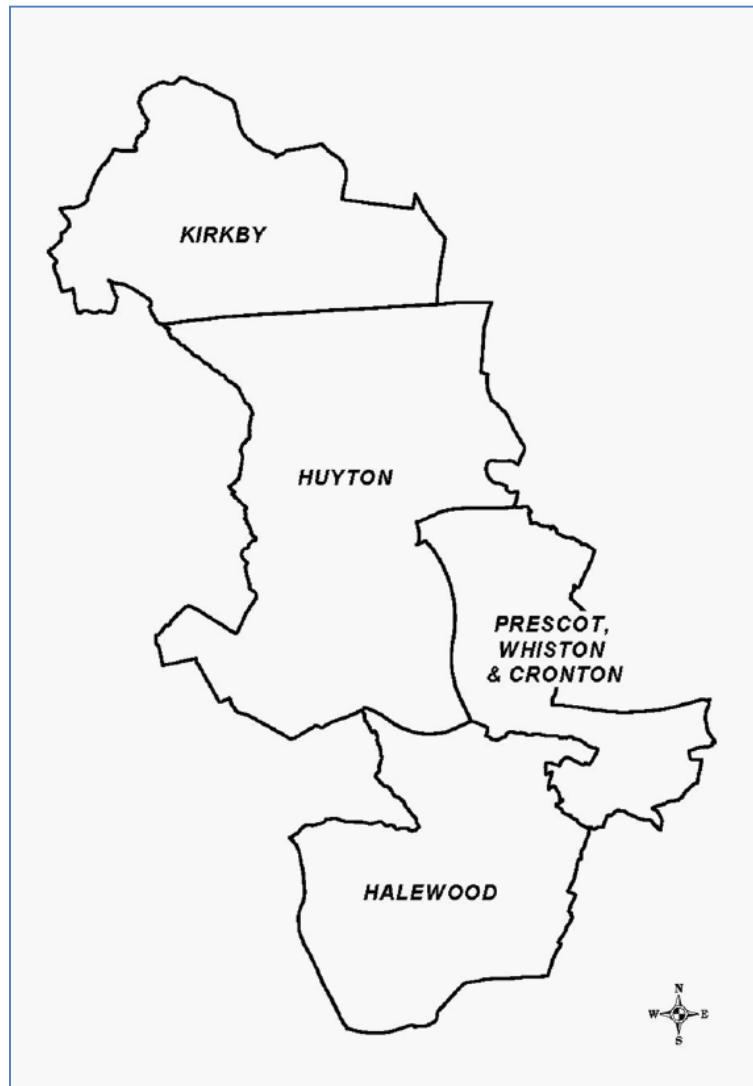 KIRKBY
HUYTON
PRESCOT,
WHISTON
& CRONTON
HALEWOOD
N
W E
S